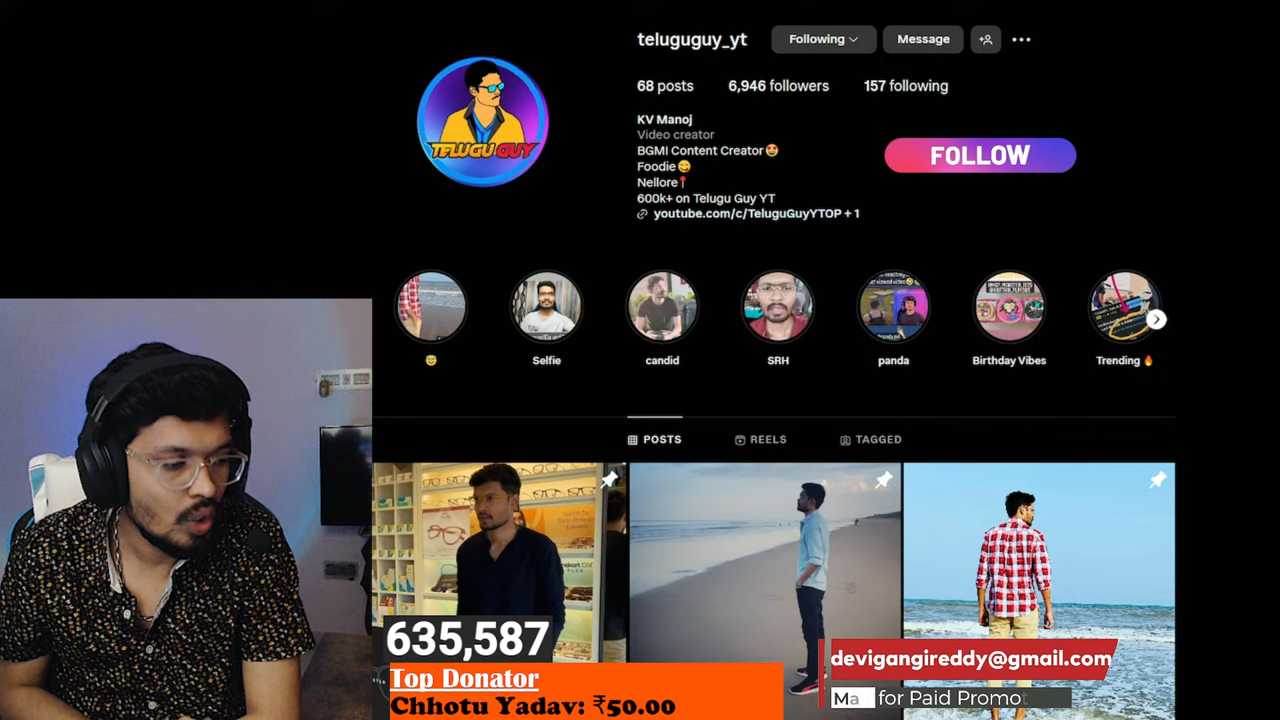 teluguguy_yt
Following
Message
68 posts
6,946 followers
157 following
KV Manoj
Video creator
BGMI Content Creator 🤩
Foodie 😋
Nellore📍
600k+ on Telugu Guy YT
youtube.com/c/TeluguGuyYTOP + 1
FOLLOW
TELUGU GUY
😇
Selfie
candid
SRH
panda
Birthday Vibes
Trending 🔥
POSTS
REELS
TAGGED
635,587
Top Donator
Chhotu Yadav: ₹50.00
devigangireddy@gmail.com
Ma for Paid Promot